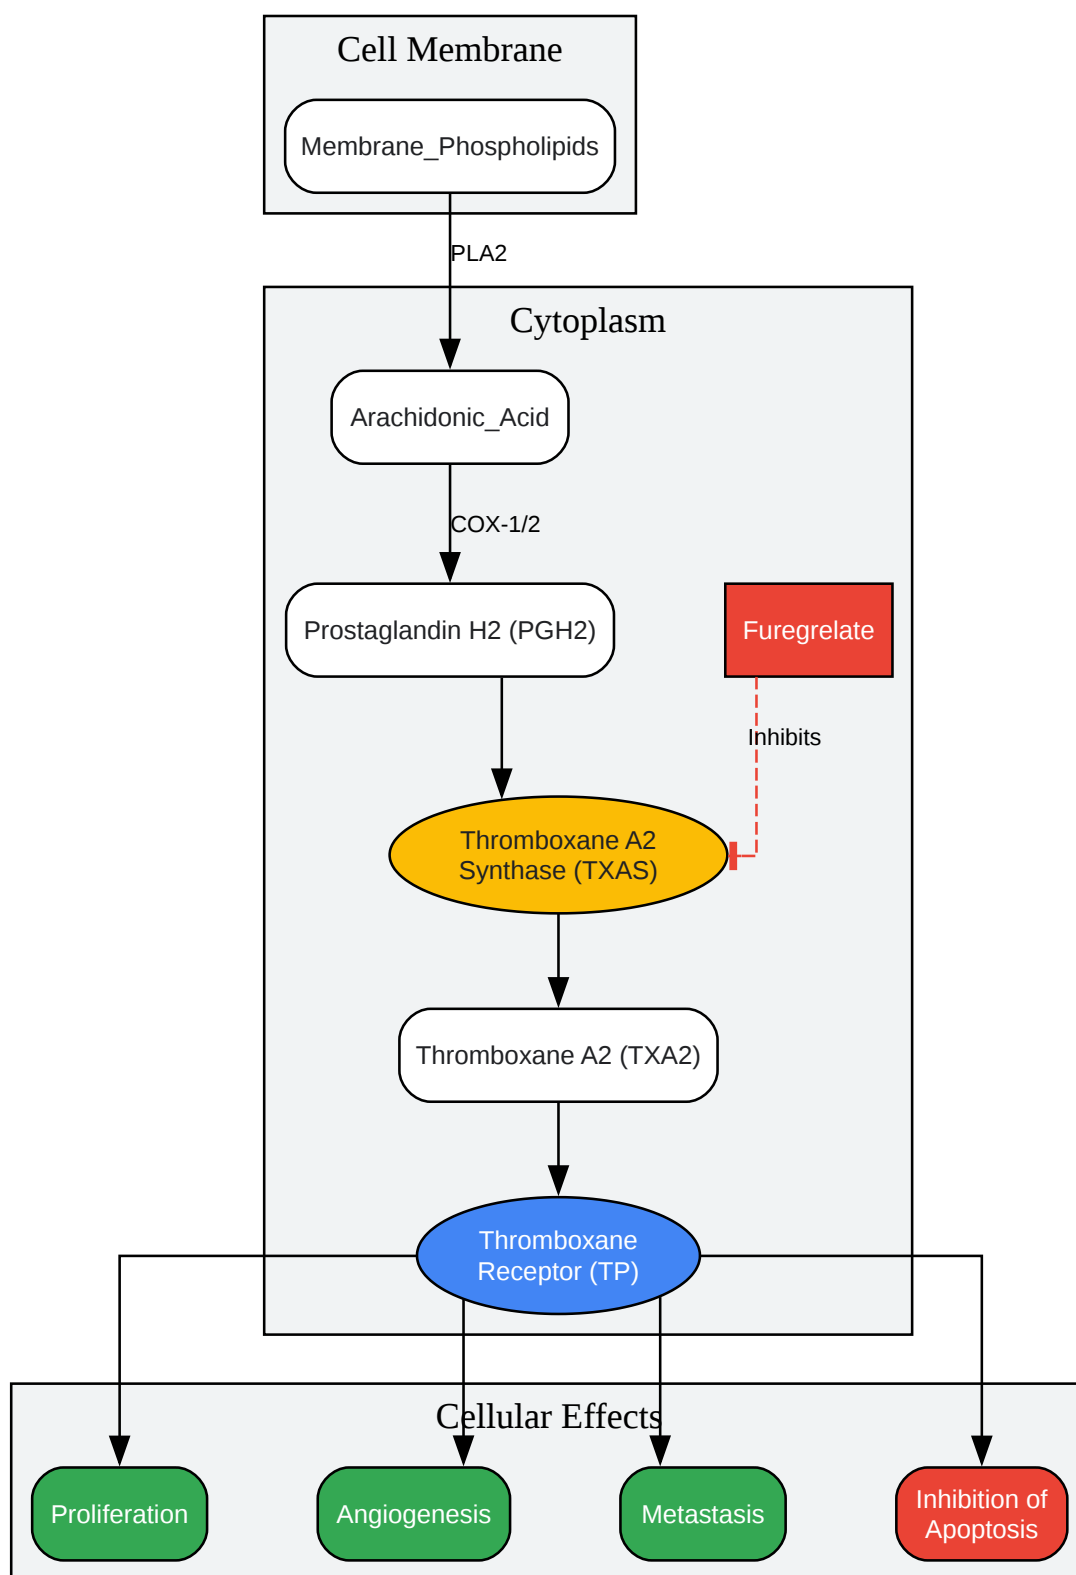 Cell Membrane
Membrane_Phospholipids
PLA2
Cytoplasm
Arachidonic_Acid
COX-1/2
Prostaglandin H2 (PGH2)
Furegrelate
Inhibits
Thromboxane A2
Synthase (TXAS)
Thromboxane A2 (TXA2)
Thromboxane
Receptor (TP)
Cellular Effects
Proliferation
Angiogenesis
Metastasis
Inhibition of
Apoptosis